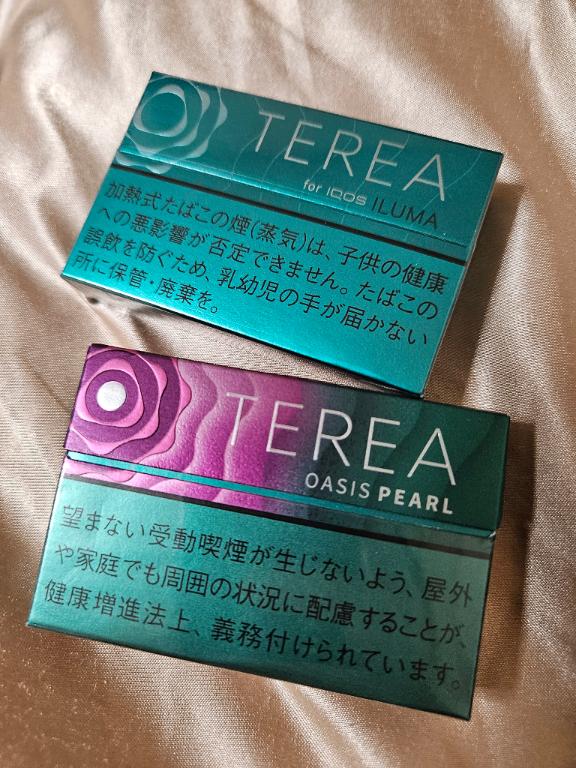 TEREA
for IQOS ILUMA
加熱式たばこの煙(蒸気)は、子供の健康
への悪影響が否定できません。たばこの
誤飲を防ぐため、乳幼児の手が届かない
所に保管・廃棄を。
TEREA
OASIS PEARL
望まない受動喫煙が生じないよう、屋外
や家庭でも周囲の状況に配慮することが、
健康増進法上、義務付けられています。